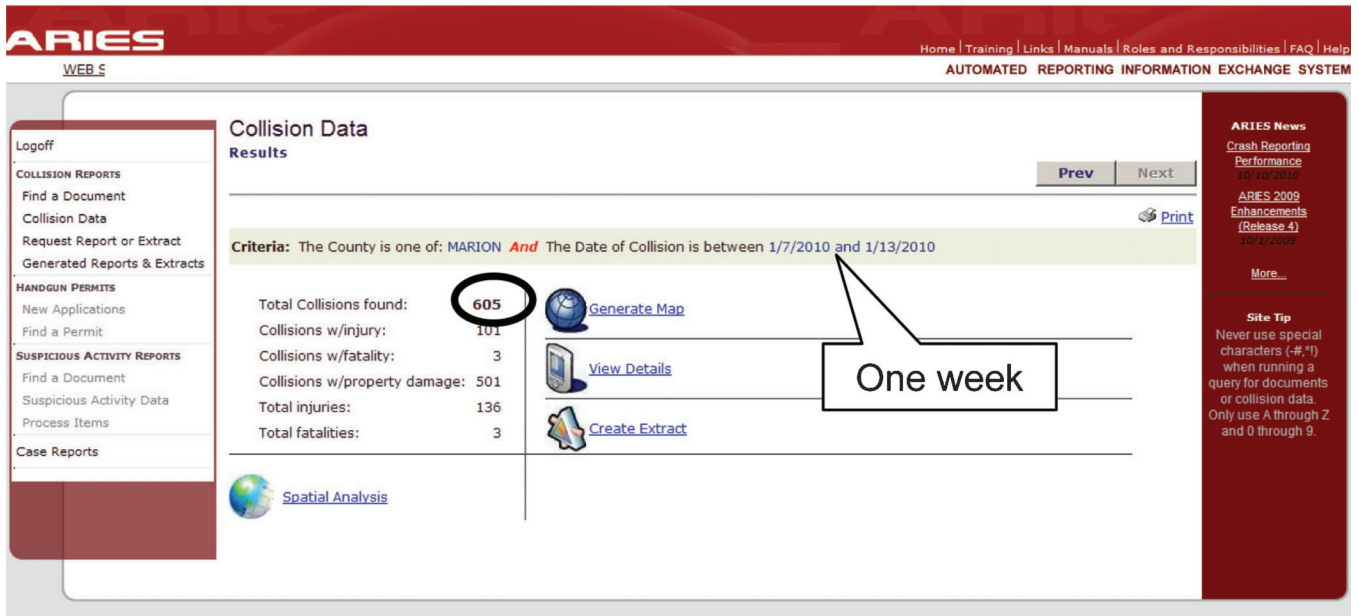 ARIES
Home | Training | Links | Manuals | Roles and Responsibilities | FAQ | Help
WEB S
AUTOMATED REPORTING INFORMATION EXCHANGE SYSTEM
Logoff
COLLISION REPORTS
Find a Document
Collision Data
Request Report or Extract
Generated Reports & Extracts
HANDGUN PERMITS
New Applications
Find a Permit
SUSPICIOUS ACTIVITY REPORTS
Find a Document
Suspicious Activity Data
Process Items
Case Reports
Collision Data
Results
Prev Next
Print
Criteria: The County is one of: MARION And The Date of Collision is between 1/7/2010 and 1/13/2010
Total Collisions found: 605
Collisions w/injury: 101
Collisions w/fatality: 3
Collisions w/property damage: 501
Total injuries: 136
Total fatalities: 3
Spatial Analysis
Generate Map
View Details
Create Extract
One week
ARIES News
Crash Reporting
Performance
10/10/2010
ARIES 2009
Enhancements
(Release 4)
10/1/2009
More...
Site Tip
Never use special
characters (-#,*!)
when running a
query for documents
or collision data.
Only use A through Z
and 0 through 9.